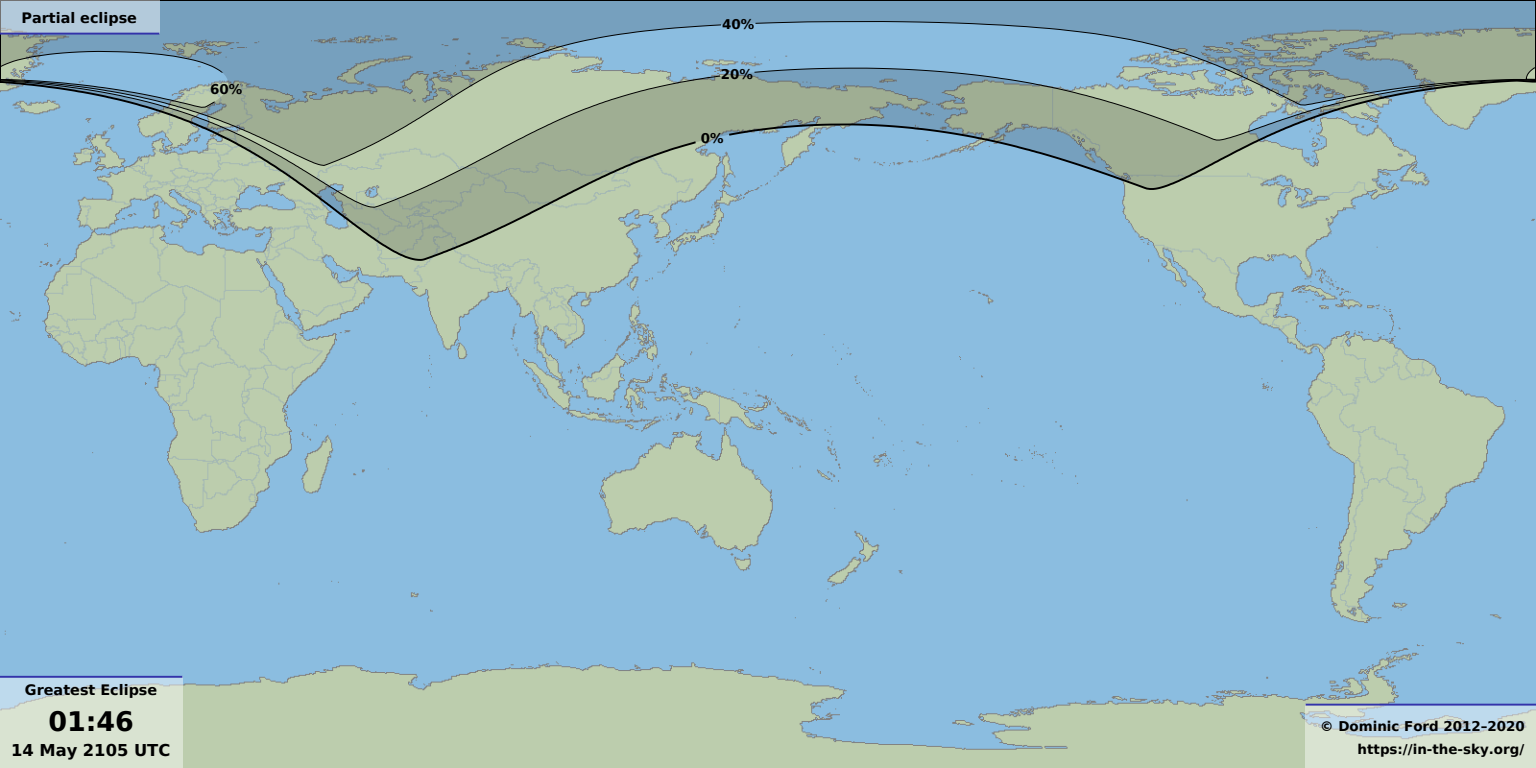 Partial eclipse
40%
20%
60%
0%
Greatest Eclipse
01:46
14 May 2105 UTC
© Dominic Ford 2012–2020
https://in-the-sky.org/